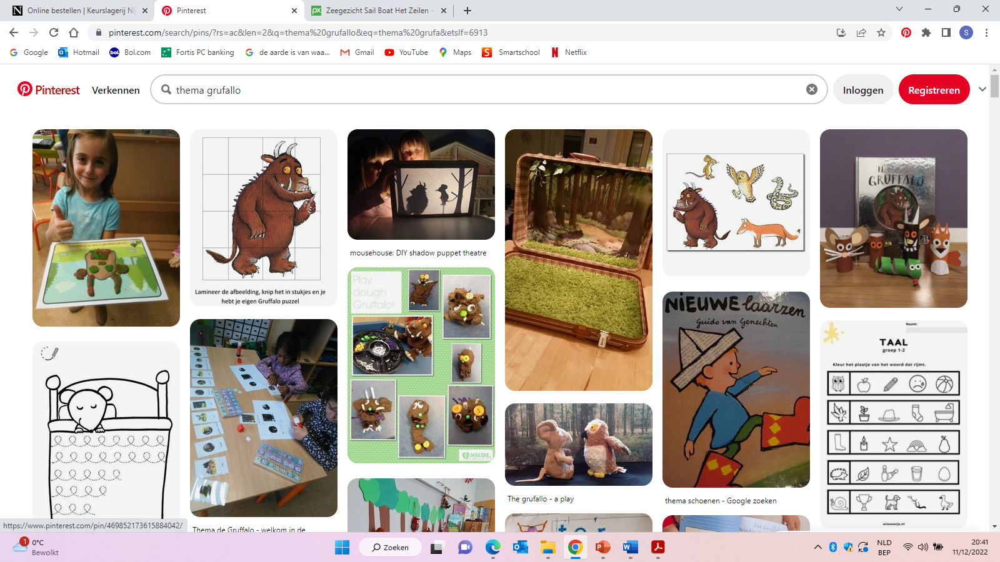 Online bestellen | Keurslagerij Nij
Pinterest
Zeegezicht Sail Boat Het Zeilen -
pinterest.com/search/pins/?rs=ac&len=2&q=thema%20grufallo&eq=thema%20grufa&etslf=6913
S
Google
Hotmail
Bol.com
Fortis PC banking
de aarde is van waa...
Gmail
YouTube
Maps
Smartschool
Netflix
Pinterest
Verkennen
thema grufallo
Inloggen
Registreren
Lamineer de afbeelding, knip het in stukjes en je
hebt je eigen Gruffalo puzzel
mousehouse: DIY shadow puppet theatre
Play
dough
Gruffalo!
GRUFFALO
NIEUWE laarzen
Guido van Genechten
Naam:
TAAL
groep 1-2
Kleur het plaatje van het woord dat rijmt.
wiesewijs.nl
The grufallo - a play
thema schoenen - Google zoeken
Thema de Gruffalo - welkom in de
https://www.pinterest.com/pin/469852173615884042/
1
0°C
Bewolkt
Zoeken
NLD
BEP
20:41
11/12/2022